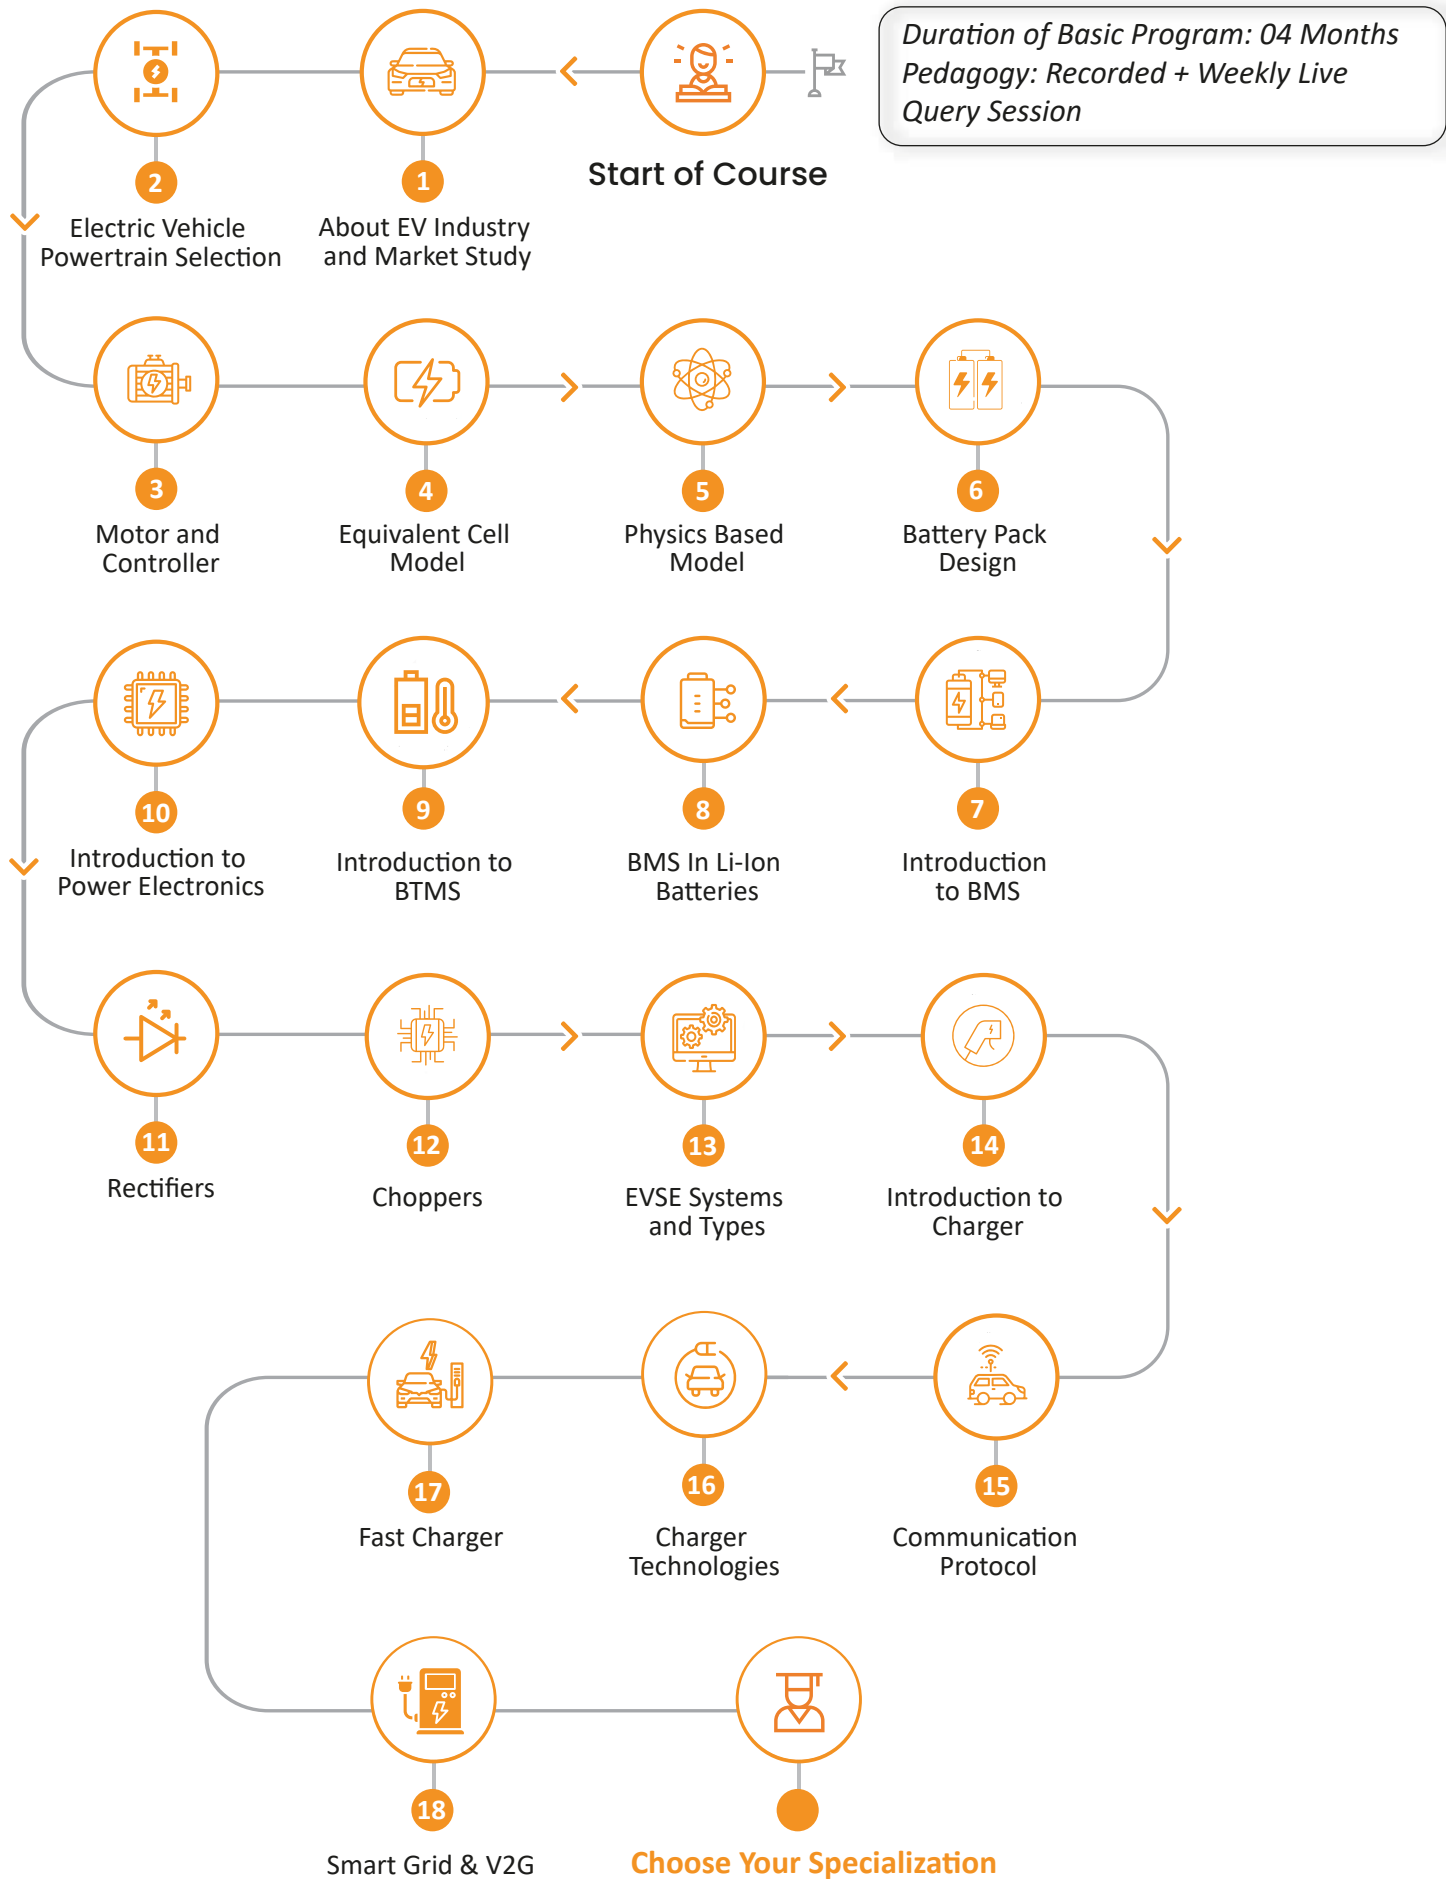 Duration of Basic Program: 04 Months
Pedagogy: Recorded + Weekly Live
Query Session
Start of Course
1
About EV Industry
and Market Study
2
Electric Vehicle
Powertrain Selection
3
Motor and
Controller
4
Equivalent Cell
Model
5
Physics Based
Model
6
Battery Pack
Design
7
Introduction
to BMS
8
BMS In Li-Ion
Batteries
9
Introduction to
BTMS
10
Introduction to
Power Electronics
11
Rectifiers
12
Choppers
13
EVSE Systems
and Types
14
Introduction to
Charger
15
Communication
Protocol
16
Charger
Technologies
17
Fast Charger
18
Smart Grid & V2G
Choose Your Specialization